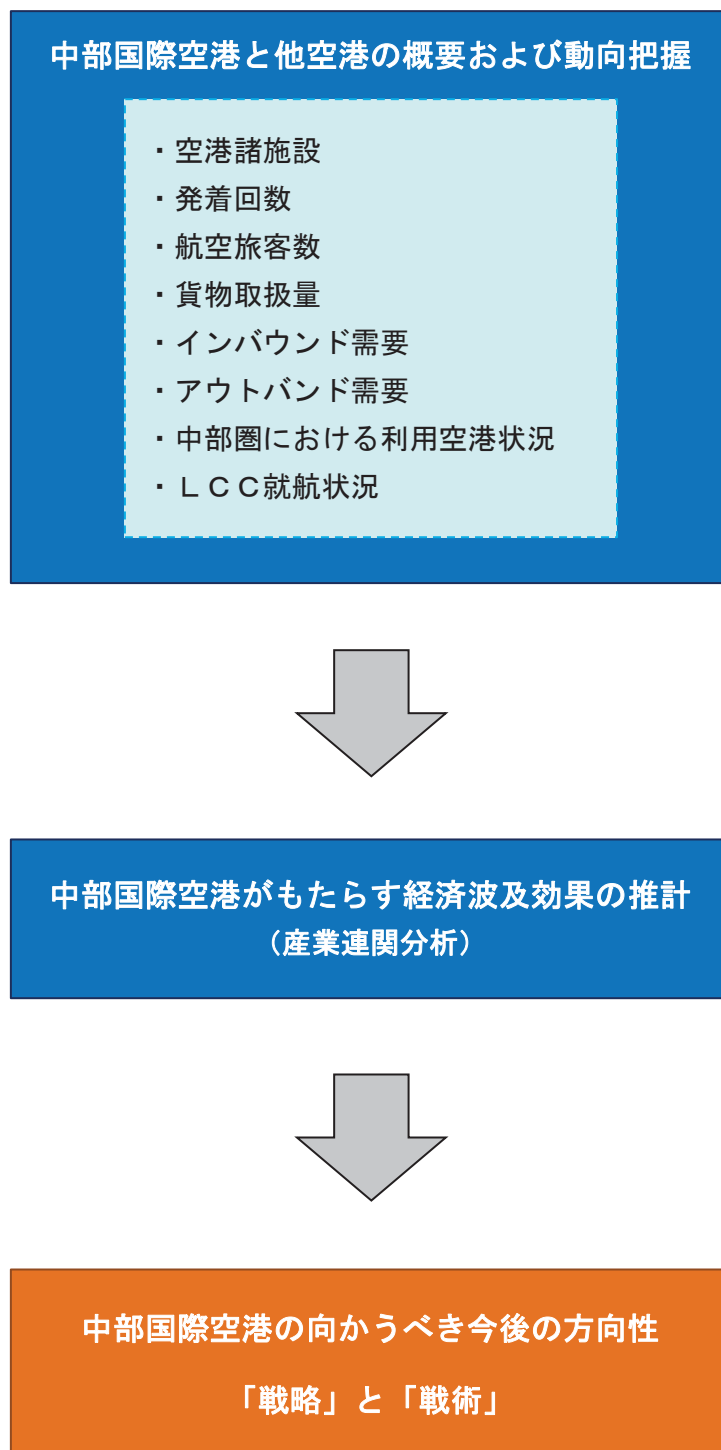 中部国際空港と他空港の概要および動向把握
・空港諸施設
・発着回数
・航空旅客数
・貨物取扱量
・インバウンド需要
・アウトバンド需要
・中部圏における利用空港状況
・ＬＣＣ就航状況
中部国際空港がもたらす経済波及効果の推計
（産業連関分析）
中部国際空港の向かうべき今後の方向性
「戦略」と「戦術」